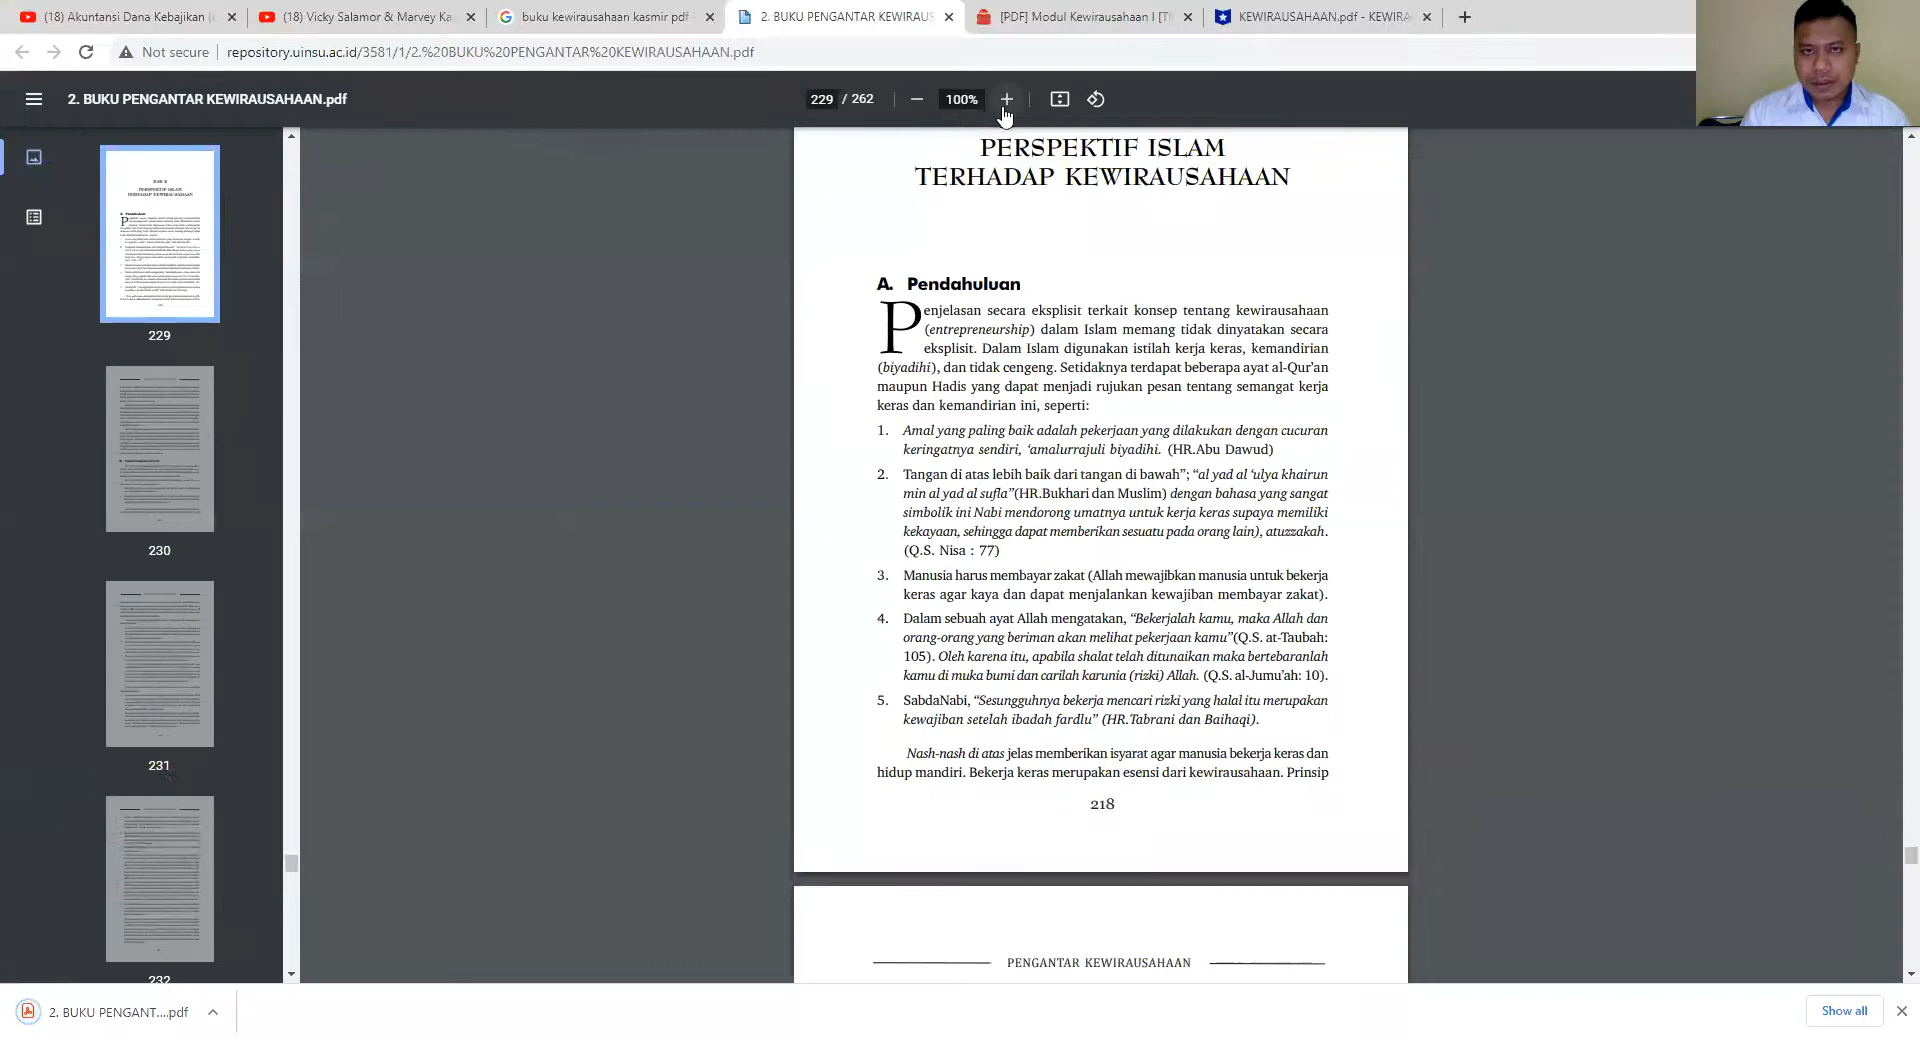 (18) Akuntansi Dana Kebajikan (
(18) Vicky Salamor & Marvey Ka
buku kewirausahaan kasmir pdf -
2. BUKU PENGANTAR KEWIRAUS
[PDF] Modul Kewirausahaan I [T
KEWIRAUSAHAAN.pdf - KEWIRA
Not secure
repository.uinsu.ac.id/3581/1/2.%20BUKU%20PENGANTAR%20KEWIRAUSAHAAN.pdf
2. BUKU PENGANTAR KEWIRAUSAHAAN.pdf
229 / 262
100%
229
230
231
232
PERSPEKTIF ISLAM
TERHADAP KEWIRAUSAHAAN
A. Pendahuluan
Penjelasan secara eksplisit terkait konsep tentang kewirausahaan
(entrepreneurship) dalam Islam memang tidak dinyatakan secara
eksplisit. Dalam Islam digunakan istilah kerja keras, kemandirian
(biyadihi), dan tidak cengeng. Setidaknya terdapat beberapa ayat al-Qur'an
maupun Hadis yang dapat menjadi rujukan pesan tentang semangat kerja
keras dan kemandirian ini, seperti:
1. Amal yang paling baik adalah pekerjaan yang dilakukan dengan cucuran
keringatnya sendiri, 'amalurrajuli biyadihi. (HR.Abu Dawud)
2. Tangan di atas lebih baik dari tangan di bawah"; "al yad al 'ulya khairun
min al yad al sufla"(HR.Bukhari dan Muslim) dengan bahasa yang sangat
simbolik ini Nabi mendorong umatnya untuk kerja keras supaya memiliki
kekayaan, sehingga dapat memberikan sesuatu pada orang lain), atuzzakah.
(Q.S. Nisa : 77)
3. Manusia harus membayar zakat (Allah mewajibkan manusia untuk bekerja
keras agar kaya dan dapat menjalankan kewajiban membayar zakat).
4. Dalam sebuah ayat Allah mengatakan, "Bekerjalah kamu, maka Allah dan
orang-orang yang beriman akan melihat pekerjaan kamu"(Q.S. at-Taubah:
105). Oleh karena itu, apabila shalat telah ditunaikan maka bertebaranlah
kamu di muka bumi dan carilah karunia (rizki) Allah. (Q.S. al-Jumu'ah: 10).
5. SabdaNabi, "Sesungguhnya bekerja mencari rizki yang halal itu merupakan
kewajiban setelah ibadah fardlu" (HR.Tabrani dan Baihaqi).
Nash-nash di atas jelas memberikan isyarat agar manusia bekerja keras dan
hidup mandiri. Bekerja keras merupakan esensi dari kewirausahaan. Prinsip
218
PENGANTAR KEWIRAUSAHAAN
2. BUKU PENGANT....pdf
Show all